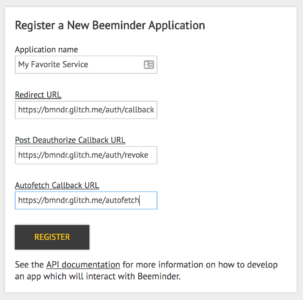 Register a New Beeminder Application
Application name
My Favorite Service
Redirect URL
https://bmndr.glitch.me/auth/callback
Post Deauthorize Callback URL
https://bmndr.glitch.me/auth/revoke
Autofetch Callback URL
https://bmndr.glitch.me/autofetch
REGISTER
See the API documentation for more information on how to develop
an app which will interact with Beeminder.